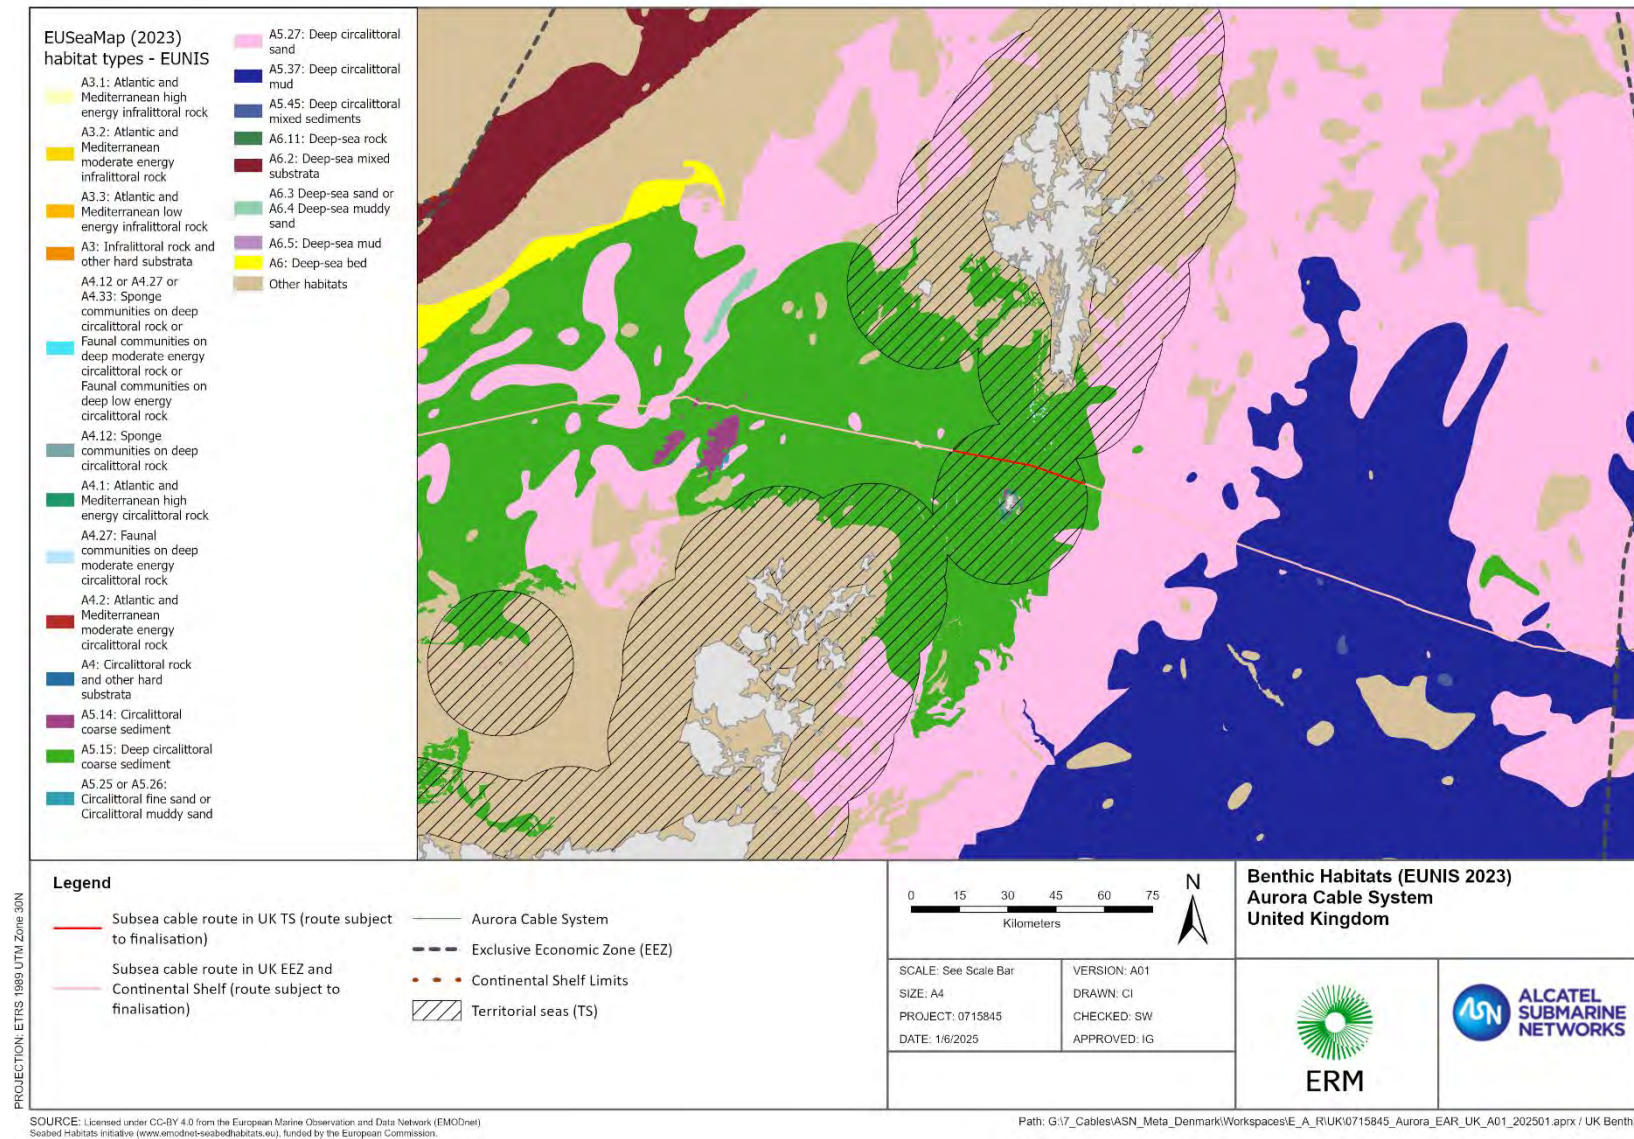 EUSeaMap (2023)
habitat types - EUNIS
A3.1: Atlantic and
Mediterranean high
energy infralittoral rock
A3.2: Atlantic and
Mediterranean
moderate energy
infralittoral rock
A3.3: Atlantic and
Mediterranean low
energy infralittoral rock
A3: Infralittoral rock and
other hard substrata
A4.12 or A4.27 or
A4.33: Sponge
communities on deep
circalittoral rock or
Faunal communities on
deep moderate energy
circalittoral rock or
Faunal communities on
deep low energy
circalittoral rock
A4.12: Sponge
communities on deep
circalittoral rock
A4.1: Atlantic and
Mediterranean high
energy circalittoral rock
A4.27: Faunal
communities on deep
moderate energy
circalittoral rock
A4.2: Atlantic and
Mediterranean
moderate energy
circalittoral rock
A4: Circalittoral rock
and other hard
substrata
A5.14: Circalittoral
coarse sediment
A5.15: Deep circalittoral
coarse sediment
A5.25 or A5.26:
Circalittoral fine sand or
Circalittoral muddy sand
A5.27: Deep circalittoral
sand
A5.37: Deep circalittoral
mud
A5.45: Deep circalittoral
mixed sediments
A6.11: Deep-sea rock
A6.2: Deep-sea mixed
substrata
A6.3 Deep-sea sand or
A6.4 Deep-sea muddy
sand
A6.5: Deep-sea mud
A6: Deep-sea bed
Other habitats
PROJECTION: ETRS 1989 UTM Zone 30N
Legend
Subsea cable route in UK TS (route subject
to finalisation)
Subsea cable route in UK EEZ and
Continental Shelf (route subject to
finalisation)
Aurora Cable System
Exclusive Economic Zone (EEZ)
Continental Shelf Limits
Territorial seas (TS)
0 15 30 45 60 75
Kilometers
N
SCALE: See Scale Bar
SIZE: A4
PROJECT: 0715845
DATE: 1/6/2025
VERSION: A01
DRAWN: CI
CHECKED: SW
APPROVED: IG
Benthic Habitats (EUNIS 2023)
Aurora Cable System
United Kingdom
ERM
ASN
ALCATEL
SUBMARINE
NETWORKS
SOURCE: Licensed under CC-BY 4.0 from the European Marine Observation and Data Network (EMODnet)
Seabed Habitats initiative (www.emodnet-seabedhabitats.eu), funded by the European Commission.
Path: G:\7_Cables\ASN_Meta_Denmark\Workspaces\E_A_R\UK\0715845_Aurora_EAR_UK_A01_202501.aprx / UK Benth